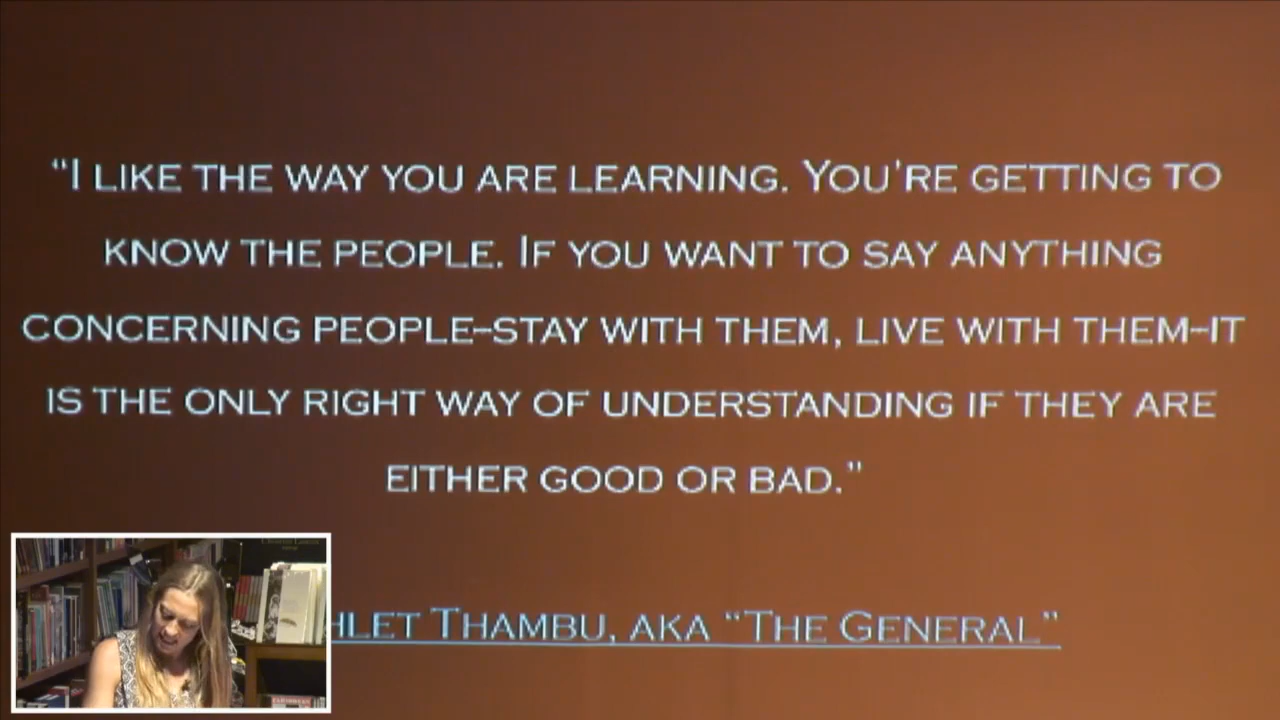 “I LIKE THE WAY YOU ARE LEARNING. YOU'RE GETTING TO
KNOW THE PEOPLE. IF YOU WANT TO SAY ANYTHING
CONCERNING PEOPLE–STAY WITH THEM, LIVE WITH THEM–IT
IS THE ONLY RIGHT WAY OF UNDERSTANDING IF THEY ARE
EITHER GOOD OR BAD.”
THAMBU, AKA “THE GENERAL”